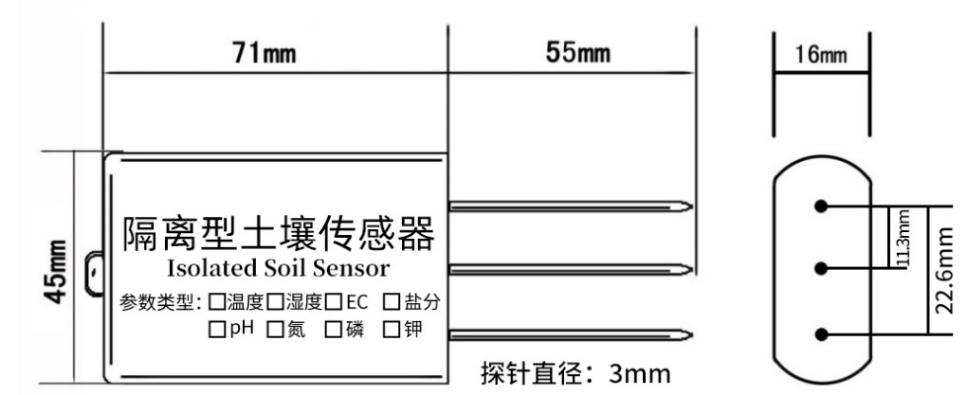 71mm
55mm
16mm
45mm
隔离型土壤传感器
Isolated Soil Sensor
参数类型：□温度□湿度□EC □盐分
□pH □氮 □磷 □钾
探针直径：3mm
11.3mm
22.6mm